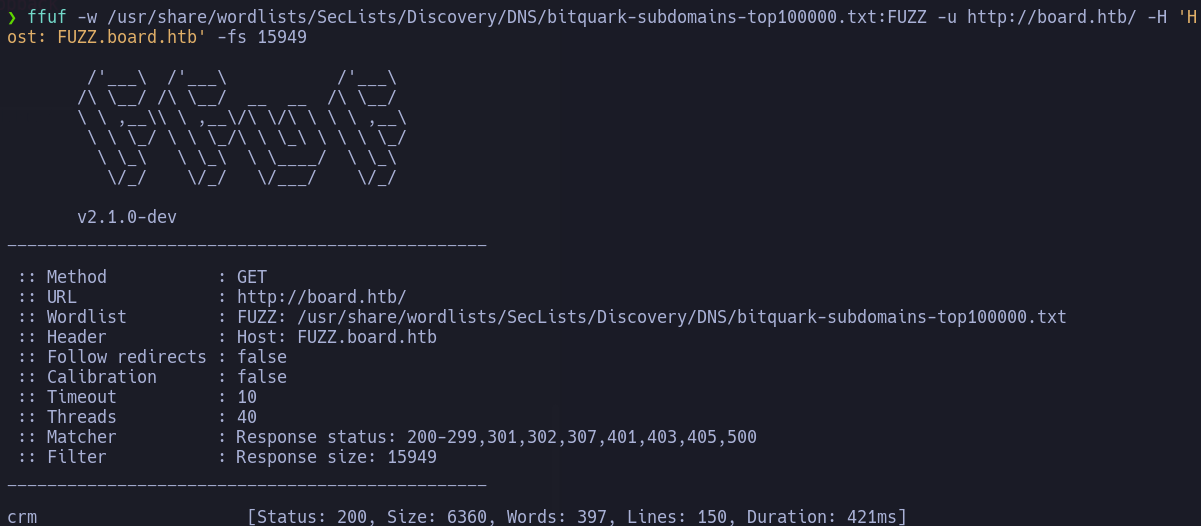 ❯ ffuf -w /usr/share/wordlists/SecLists/Discovery/DNS/bitquark-subdomains-top100000.txt:FUZZ -u http://board.htb/ -H 'H
ost: FUZZ.board.htb' -fs 15949
        /'___\  /'___\           /'___\
       /\ \__/ /\ \__/  __  __  /\ \__/
       \ \ ,__\\ \ ,__\/\ \/\ \ \ \ ,__\
        \ \ \_/ \ \ \_/\ \ \_\ \ \ \ \_/
         \ \_\   \ \_\  \ \____/  \ \_\
          \/_/    \/_/   \/___/    \/_/
       v2.1.0-dev
________________________________________________
 :: Method           : GET
 :: URL              : http://board.htb/
 :: Wordlist         : FUZZ: /usr/share/wordlists/SecLists/Discovery/DNS/bitquark-subdomains-top100000.txt
 :: Header           : Host: FUZZ.board.htb
 :: Follow redirects : false
 :: Calibration      : false
 :: Timeout          : 10
 :: Threads          : 40
 :: Matcher          : Response status: 200-299,301,302,307,401,403,405,500
 :: Filter           : Response size: 15949
________________________________________________
crm                     [Status: 200, Size: 6360, Words: 397, Lines: 150, Duration: 421ms]